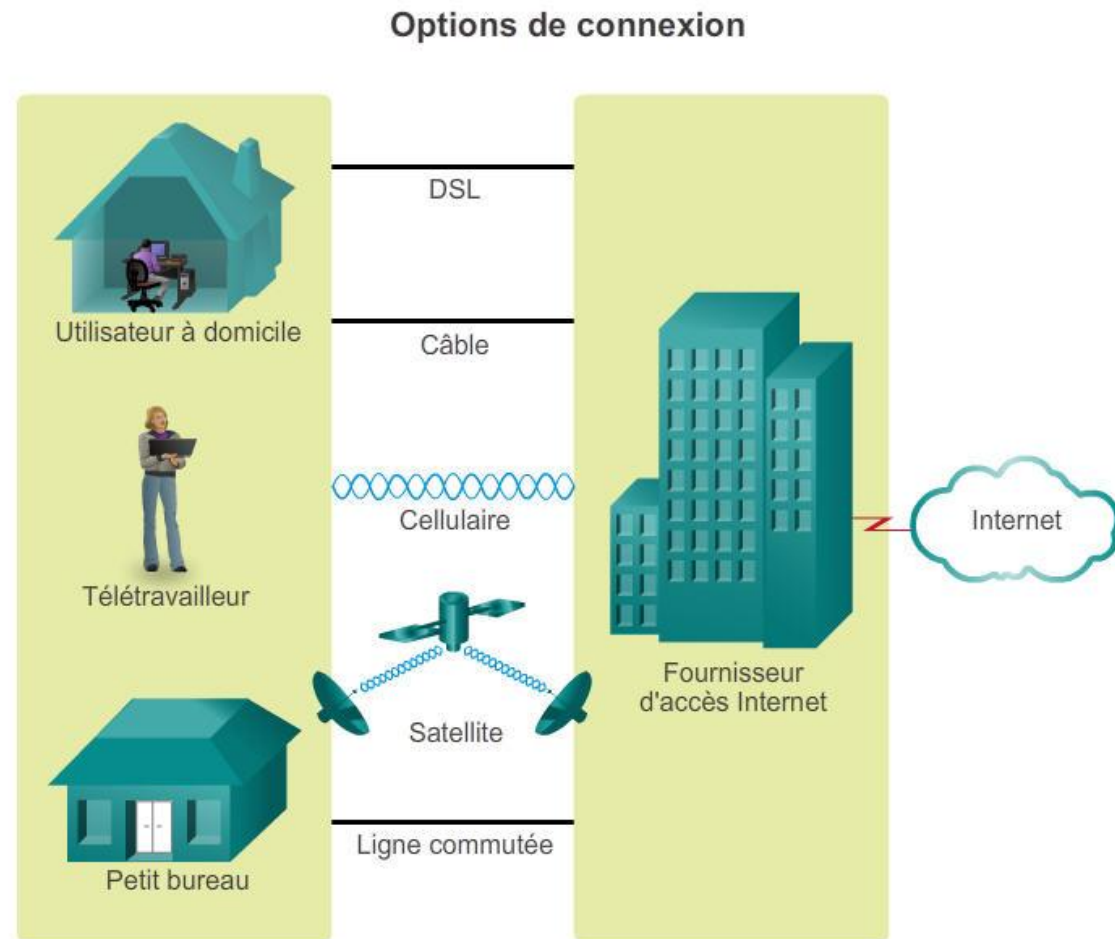 Options de connexion
DSL
Utilisateur à domicile
Câble
Cellulaire
Internet
Télétravailleur
Fournisseur
d'accès Internet
Satellite
Ligne commutée
Petit bureau